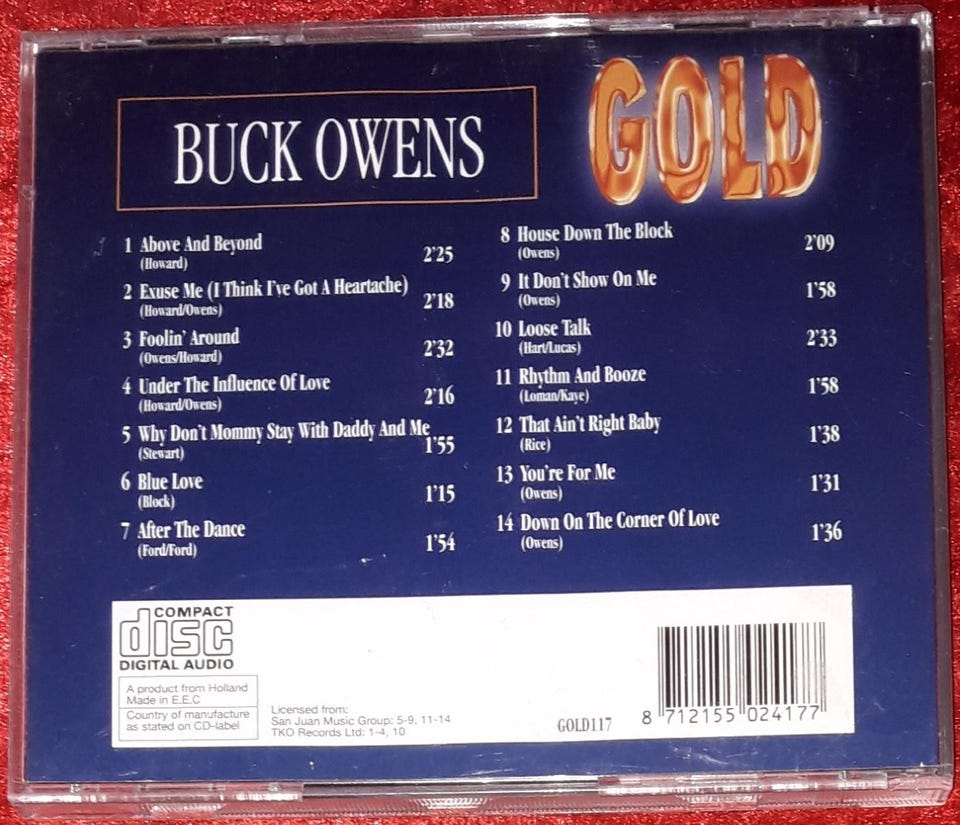 BUCK OWENS
GOLD
1 Above And Beyond 2'25
(Howard)
2 Exuse Me (I Think I've Got A Heartache) 2'18
(Howard/Owens)
3 Foolin' Around 2'32
(Owens/Howard)
4 Under The Influence Of Love 2'16
(Howard/Owens)
5 Why Don't Mommy Stay With Daddy And Me 1'55
(Stewart)
6 Blue Love 1'15
(Block)
7 After The Dance 1'54
(Ford/Ford)
8 House Down The Block 2'09
(Owens)
9 It Don't Show On Me 1'58
(Owens)
10 Loose Talk 2'33
(Hart/Lucas)
11 Rhythm And Booze 1'58
(Loman/Kaye)
12 That Ain't Right Baby 1'38
(Rice)
13 You're For Me 1'31
(Owens)
14 Down On The Corner Of Love 1'36
(Owens)
COMPACT
disc
DIGITAL AUDIO
A product from Holland
Made in E.E.C
Country of manufacture
as stated on CD-label
Licensed from:
San Juan Music Group: 5-9, 11-14
TKO Records Ltd: 1-4, 10
GOLD117
8 712155 024177